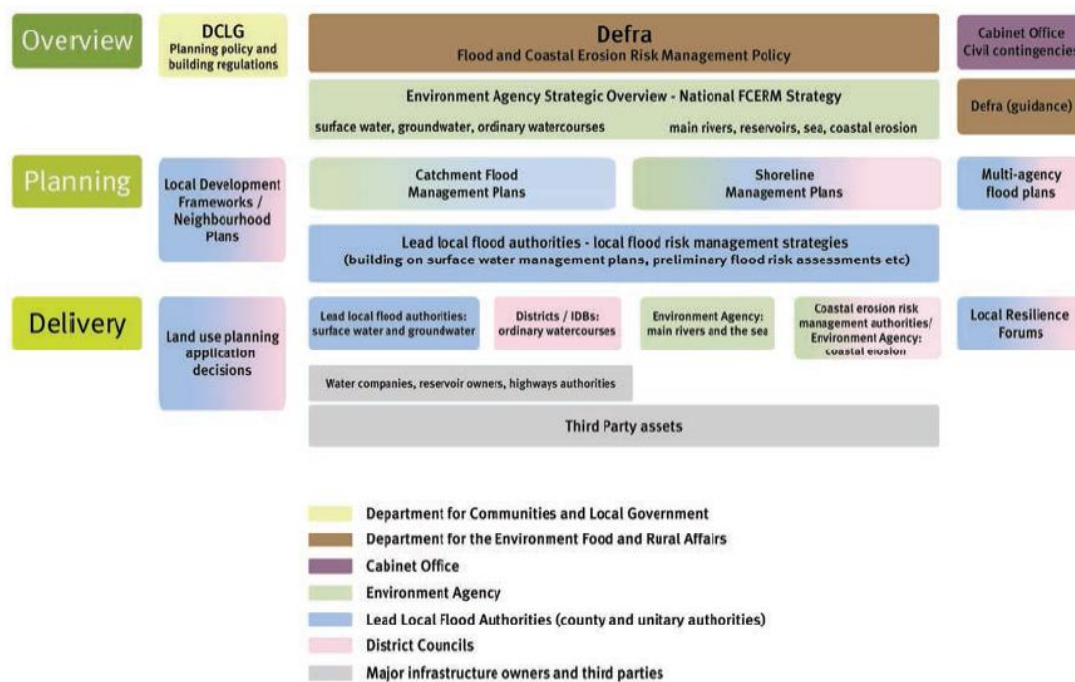 Overview
DCLG
Planning policy and
building regulations
Defra
Flood and Coastal Erosion Risk Management Policy
Cabinet Office
Civil contingencies
Environment Agency Strategic Overview - National FCERM Strategy
surface water, groundwater, ordinary watercourses
main rivers, reservoirs, sea, coastal erosion
Defra (guidance)
Planning
Local Development
Frameworks /
Neighbourhood
Plans
Catchment Flood
Management Plans
Shoreline
Management Plans
Multi-agency
flood plans
Lead local flood authorities - local flood risk management strategies
(building on surface water management plans, preliminary flood risk assessments etc)
Delivery
Land use planning
application
decisions
Lead local flood authorities:
surface water and groundwater
Districts / IDBs:
ordinary watercourses
Environment Agency:
main rivers and the sea
Coastal erosion risk
management authorities/
Environment Agency:
coastal erosion
Local Resilience
Forums
Water companies, reservoir owners, highways authorities
Third Party assets
Department for Communities and Local Government
Department for the Environment Food and Rural Affairs
Cabinet Office
Environment Agency
Lead Local Flood Authorities (county and unitary authorities)
District Councils
Major infrastructure owners and third parties